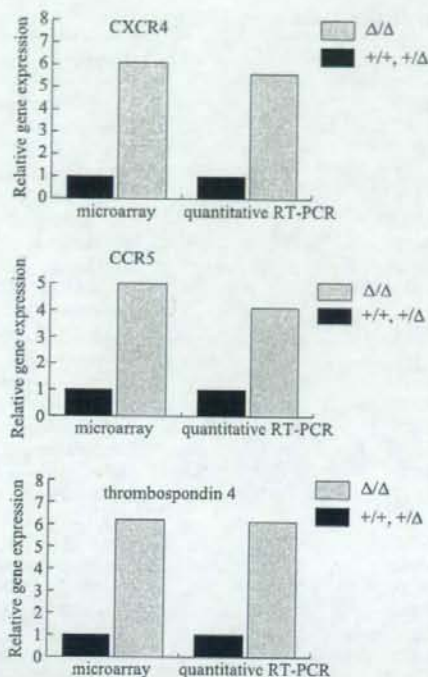 CXCR4
Δ/Δ
+/+, +/Δ
Relative gene expression
8
7
6
5
4
3
2
1
0
microarray quantitative RT-PCR
CCR5
Δ/Δ
+/+, +/Δ
Relative gene expression
5
4
3
2
1
0
microarray quantitative RT-PCR
thrombospondin 4
Δ/Δ
+/+, +/Δ
Relative gene expression
8
7
6
5
4
3
2
1
0
microarray quantitative RT-PCR